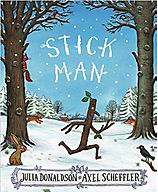 STICK
MAN
JULIA DONALDSON • AXEL SCHEFFLER